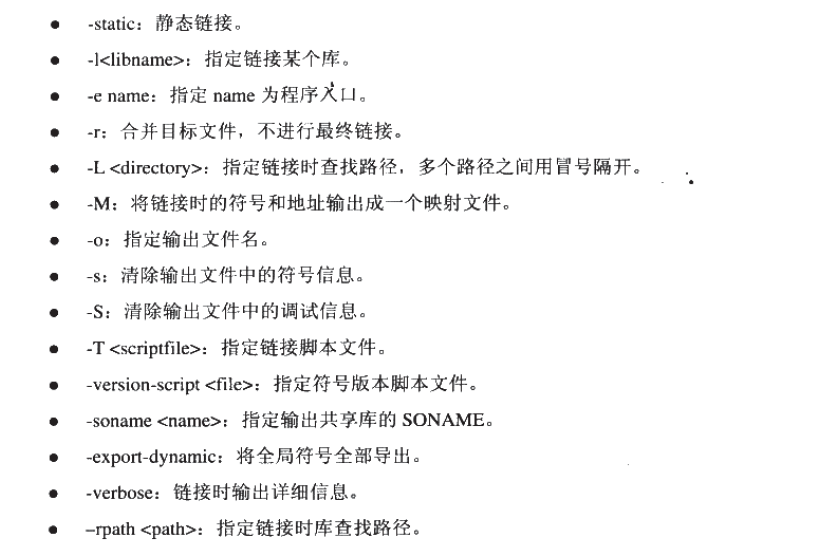 ● -static：静态链接。
● -l<libname>：指定链接某个库。
● -e name：指定 name 为程序入口。
● -r：合并目标文件，不进行最终链接。
● -L <directory>：指定链接时查找路径，多个路径之间用冒号隔开。
● -M：将链接时的符号和地址输出成一个映射文件。
● -o：指定输出文件名。
● -s：清除输出文件中的符号信息。
● -S：清除输出文件中的调试信息。
● -T <scriptfile>：指定链接脚本文件。
● -version-script <file>：指定符号版本脚本文件。
● -soname <name>：指定输出共享库的 SONAME。
● -export-dynamic：将全局符号全部导出。
● -verbose：链接时输出详细信息。
● –rpath <path>：指定链接时库查找路径。